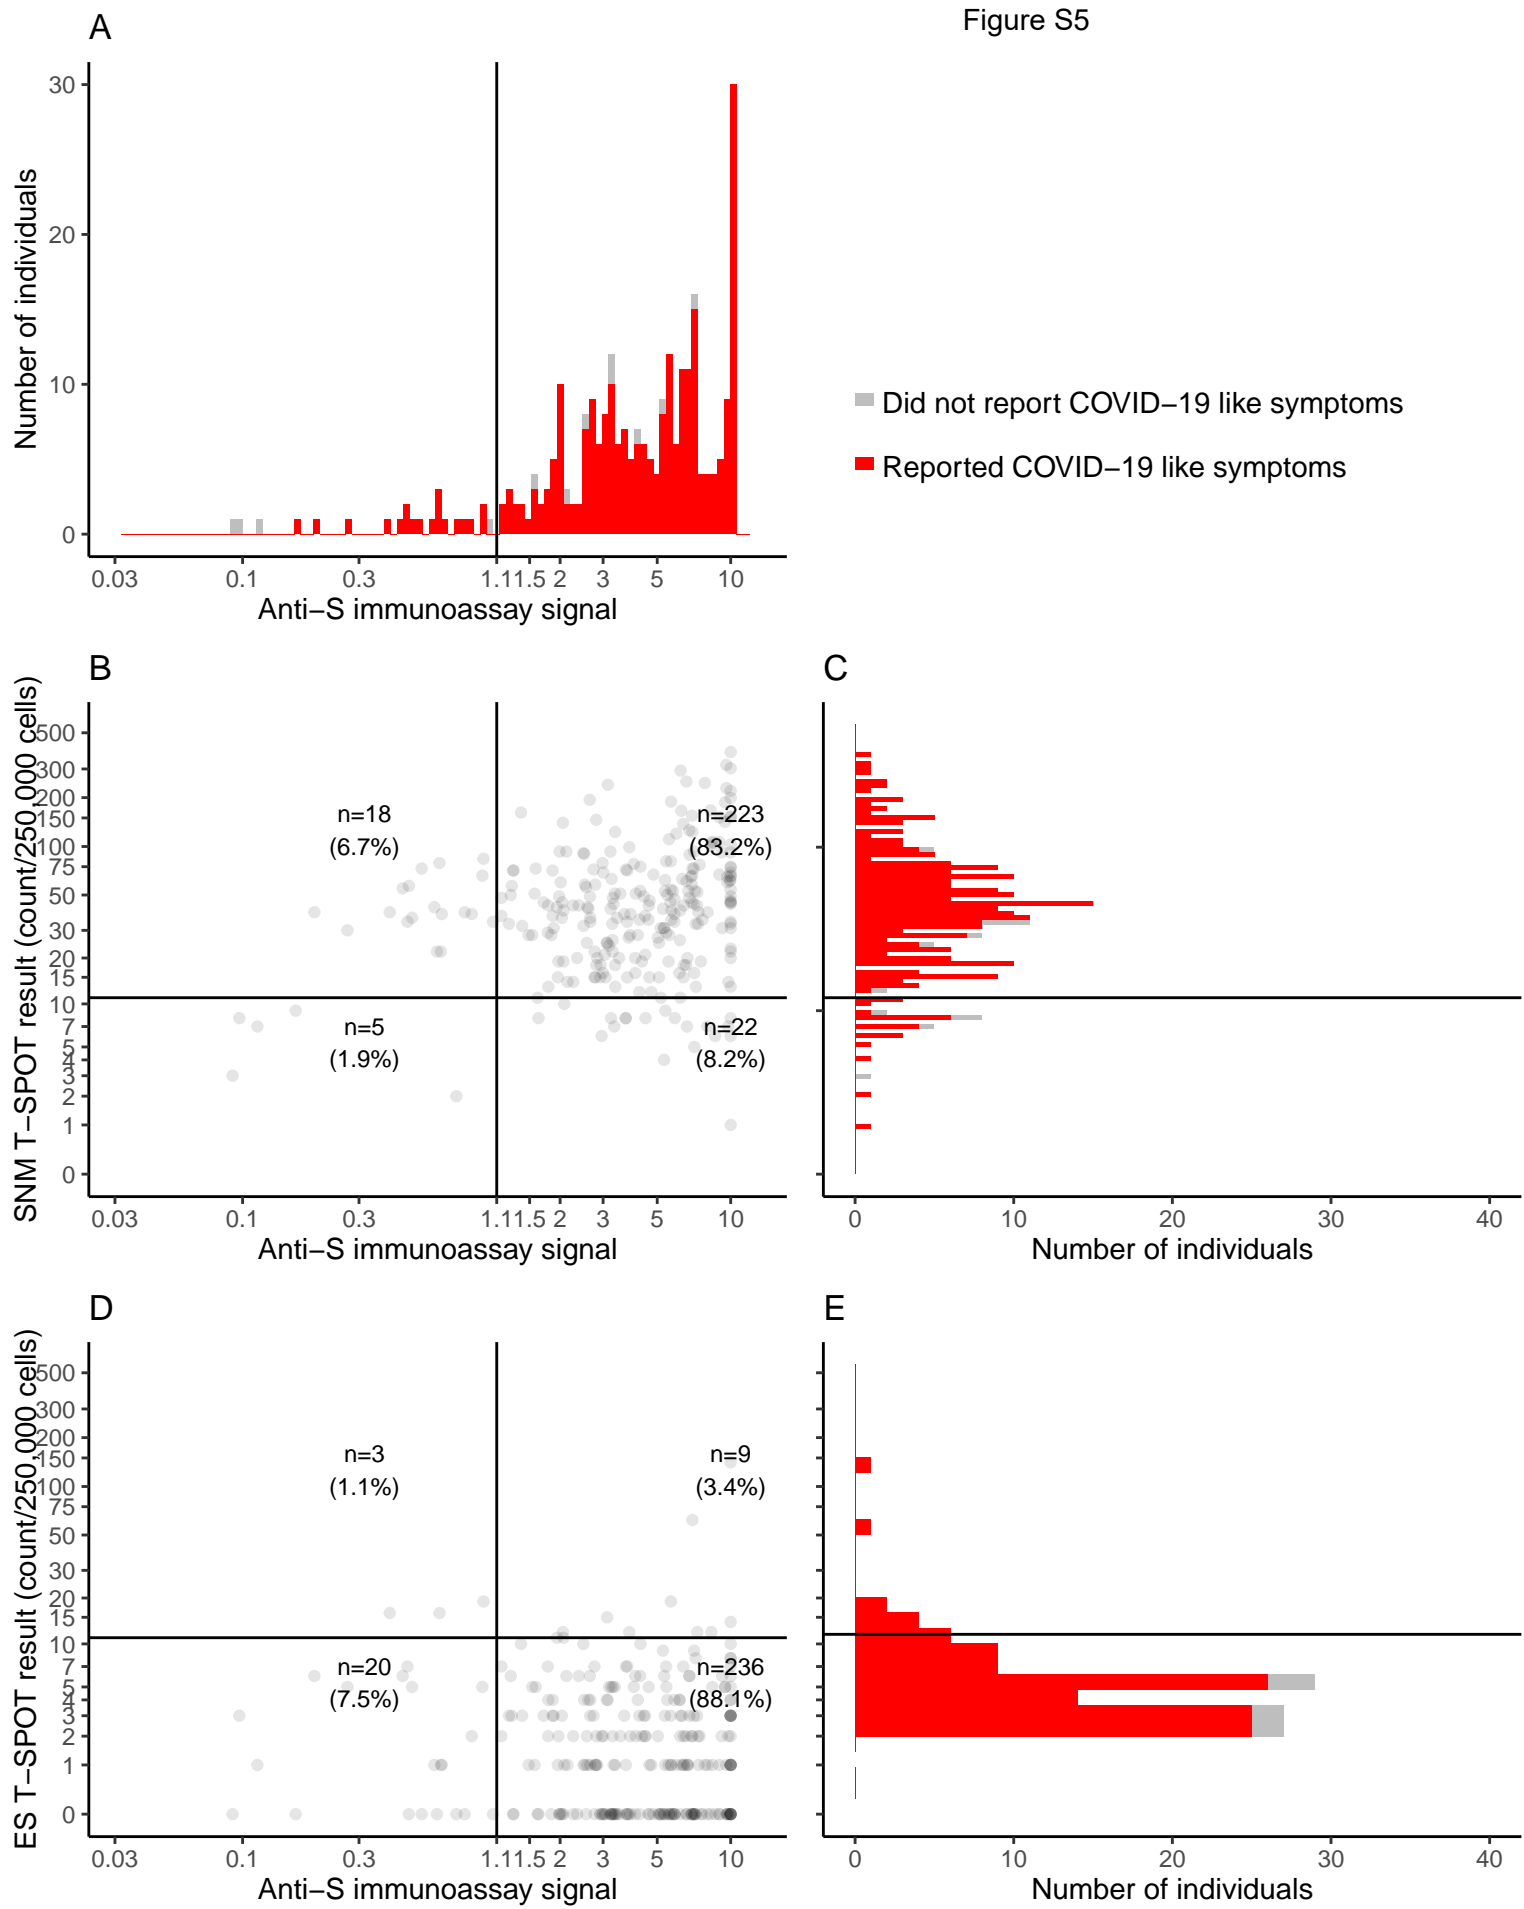 Figure S5
A
Number of individuals
30
20
10
0
0.03 0.1 0.3 1.1 1.5 2 3 5 10
Anti−S immunoassay signal
Did not report COVID−19 like symptoms
Reported COVID−19 like symptoms
B
SNM T−SPOT result (count/250,000 cells)
500
300
200
150
100
75
50
30
20
15
10
7
5
4
3
2
1
0
n=18
(6.7%)
n=223
(83.2%)
n=5
(1.9%)
n=22
(8.2%)
0.03 0.1 0.3 1.1 1.5 2 3 5 10
Anti−S immunoassay signal
C
0 10 20 30 40
Number of individuals
D
ES T−SPOT result (count/250,000 cells)
500
300
200
150
100
75
50
30
20
15
10
7
5
4
3
2
1
0
n=3
(1.1%)
n=9
(3.4%)
n=20
(7.5%)
n=236
(88.1%)
0.03 0.1 0.3 1.1 1.5 2 3 5 10
Anti−S immunoassay signal
E
0 10 20 30 40
Number of individuals